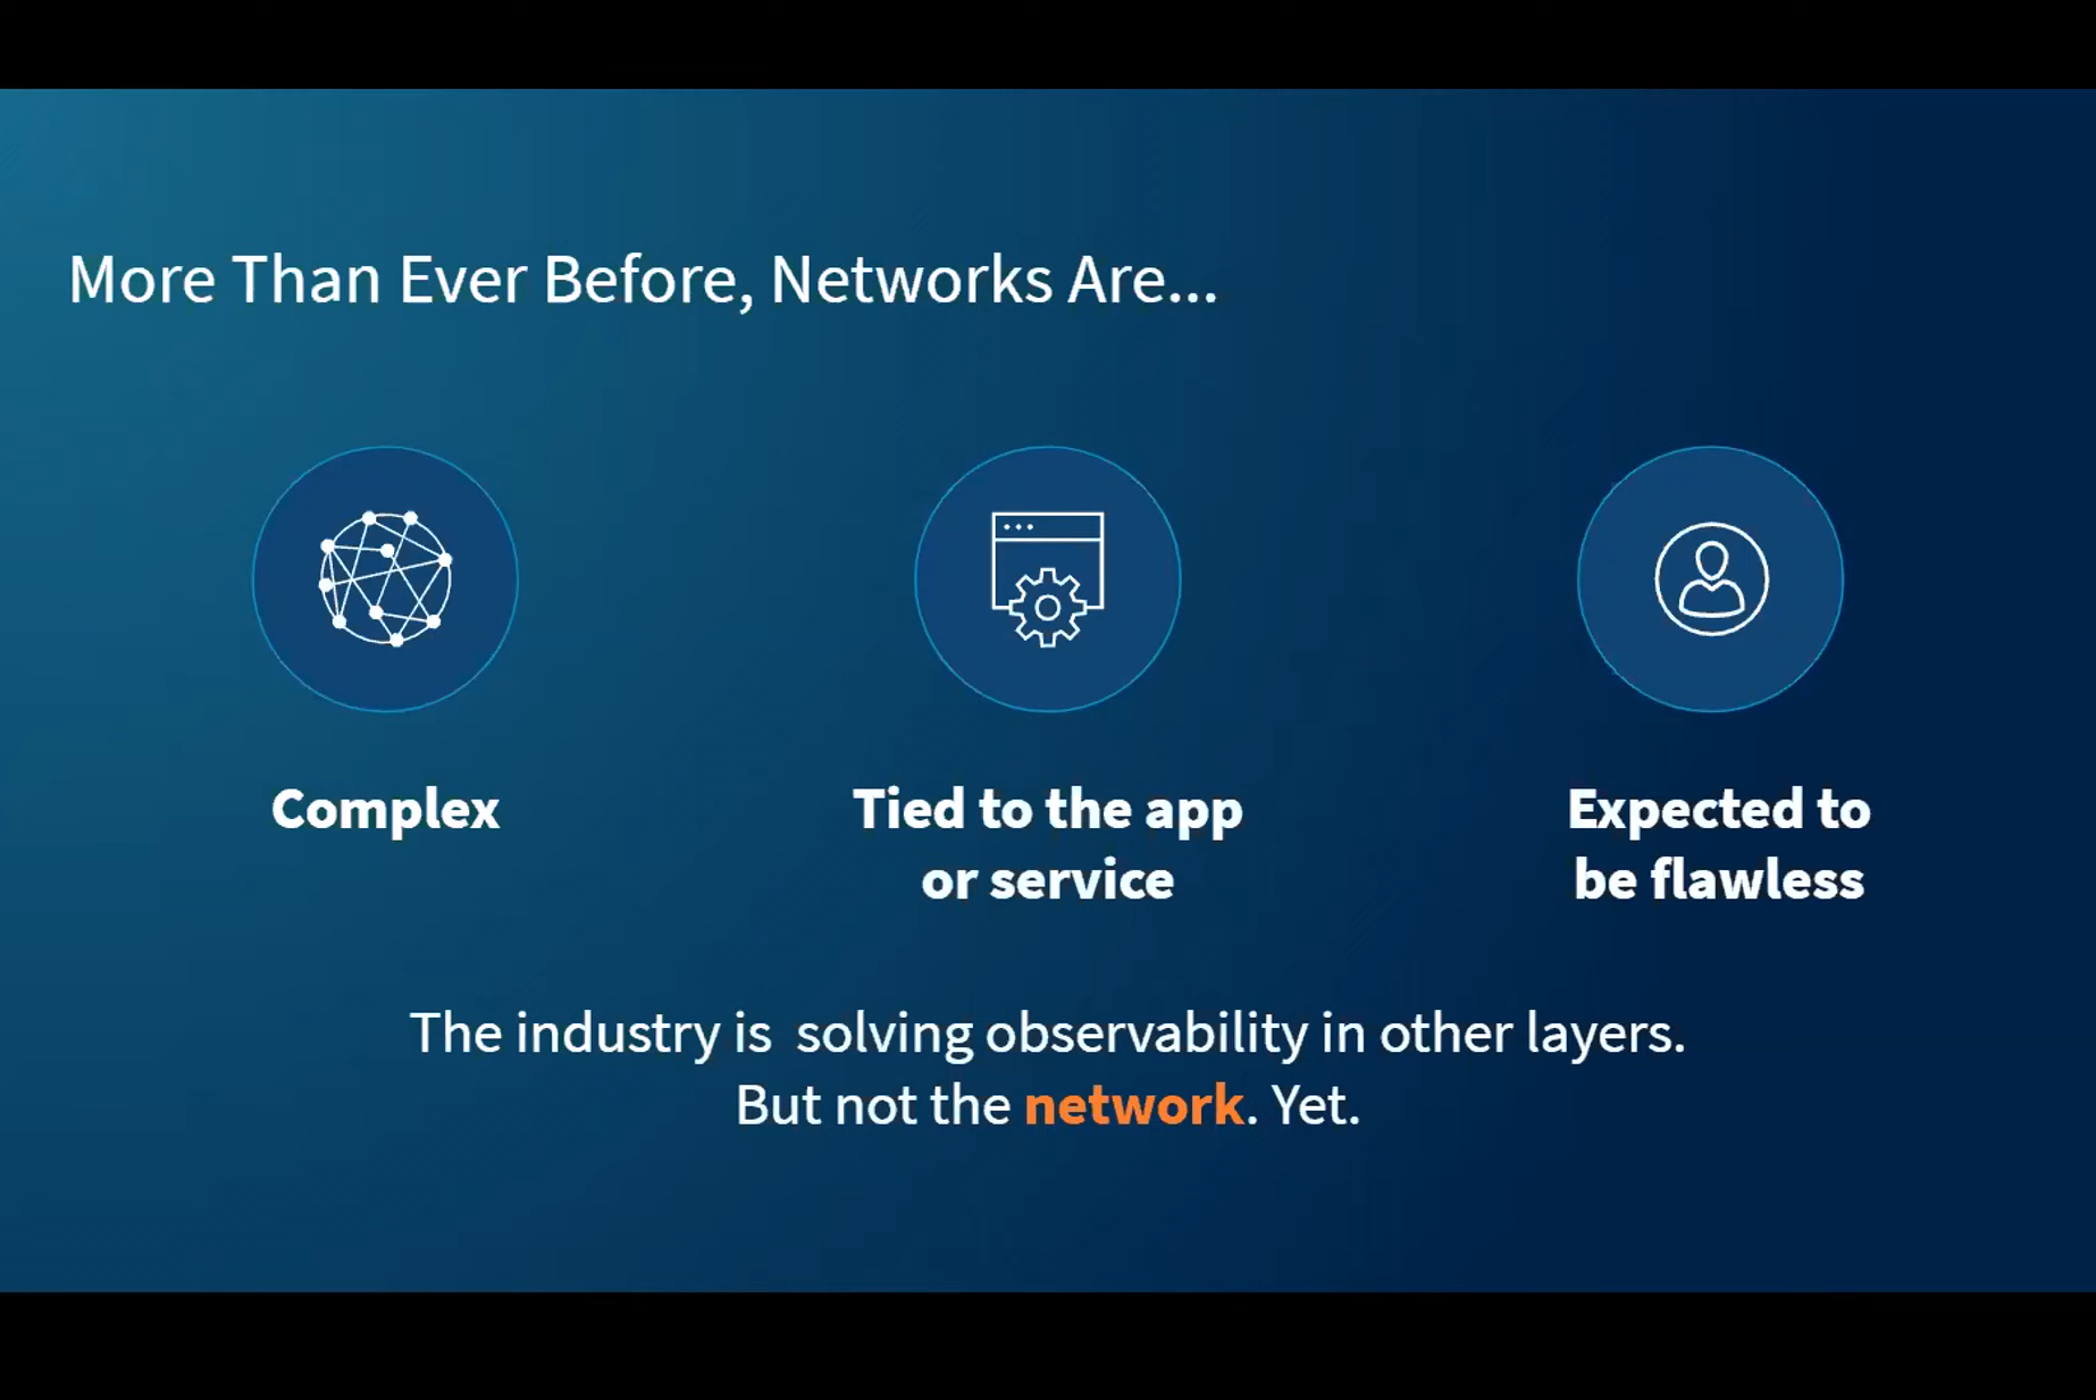 More Than Ever Before, Networks Are...
Complex
Tied to the app
or service
Expected to
be flawless
The industry is  solving observability in other layers.
But not the network. Yet.